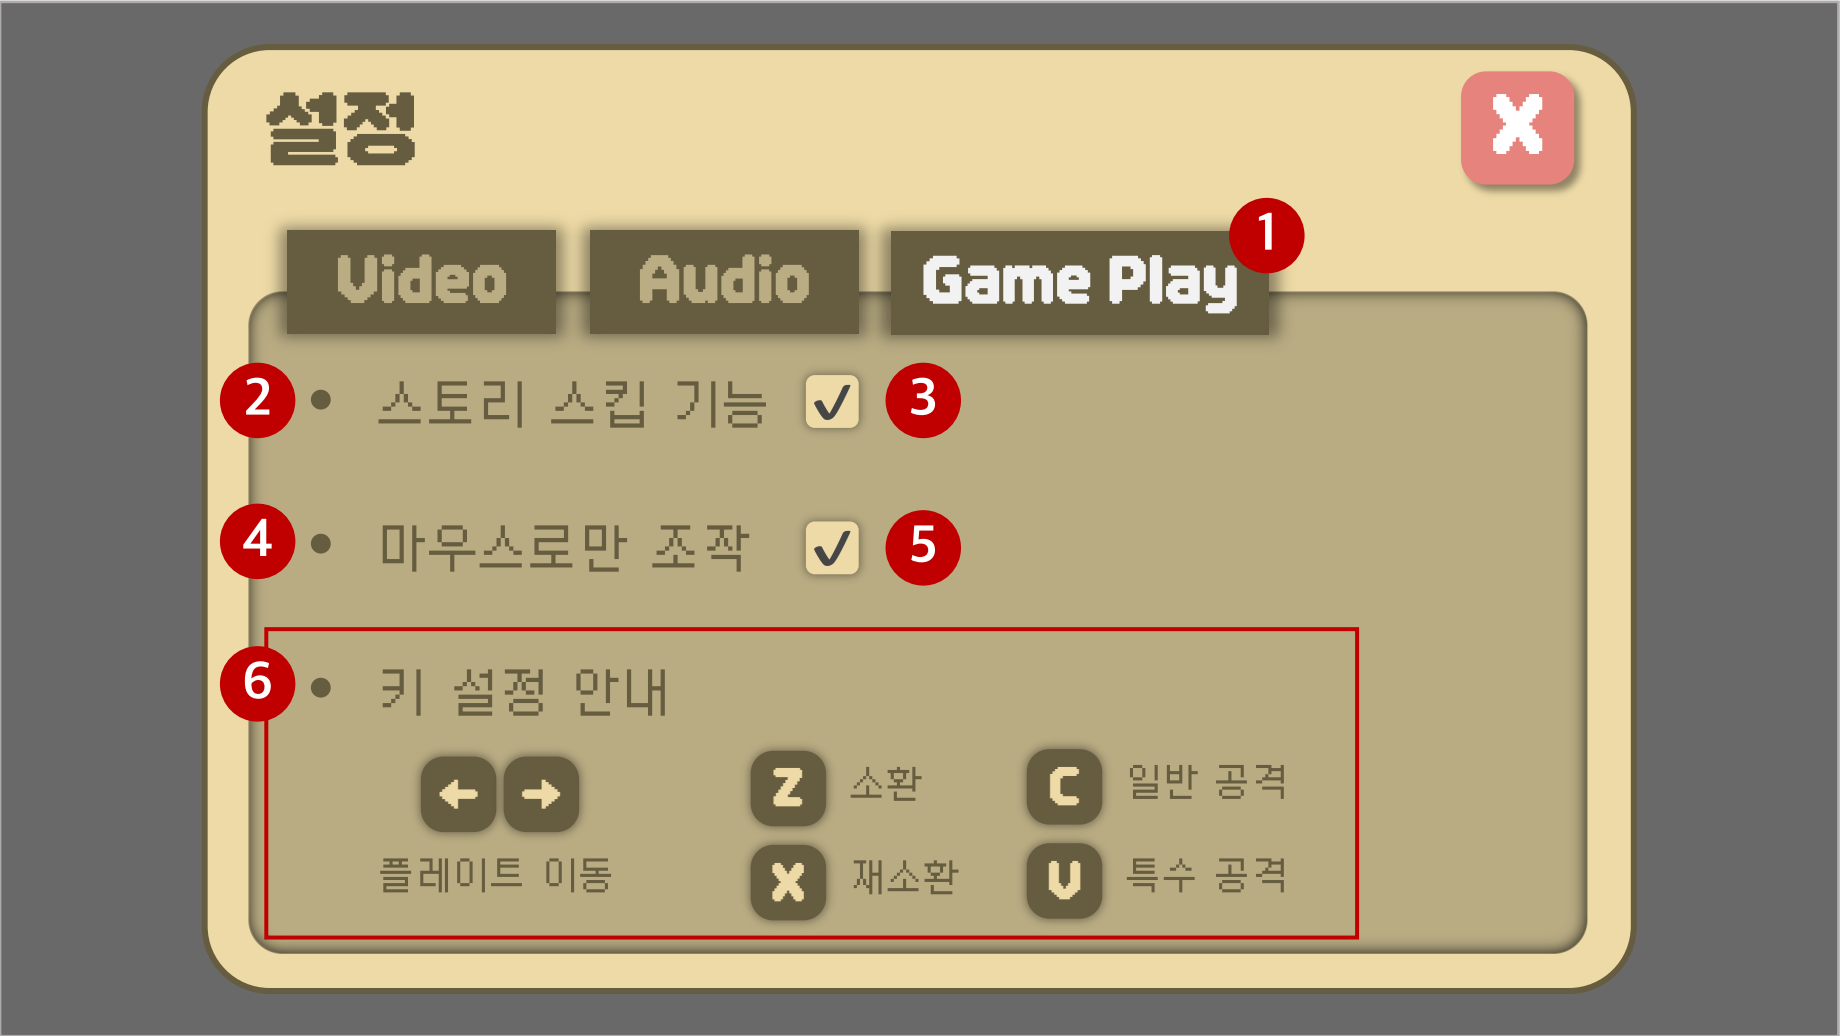 설정
X
Video Audio Game Play 1
2 • 스토리 스킵 기능 ✓ 3
4 • 마우스로만 조작 ✓ 5
6 • 키 설정 안내
← → Z 소환 C 일반 공격
플레이트 이동 X 재소환 V 특수 공격